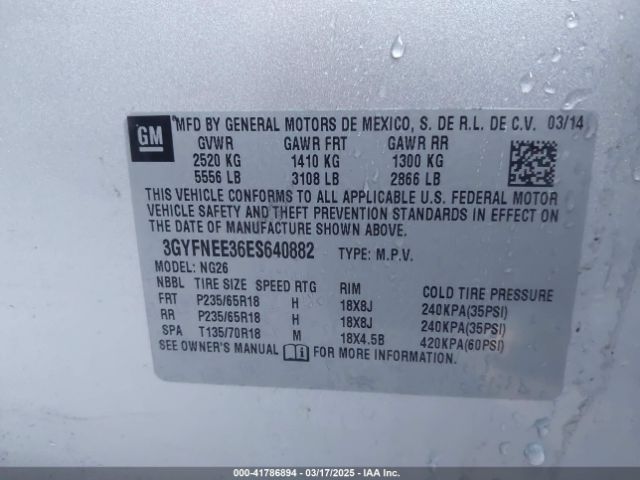 GM
MFD BY GENERAL MOTORS DE MEXICO, S. DE R.L. DE C.V. 03/14
GVWR GAWR FRT GAWR RR
2520 KG 1410 KG 1300 KG
5556 LB 3108 LB 2866 LB
THIS VEHICLE CONFORMS TO ALL APPLICABLE U.S. FEDERAL MOTOR
VEHICLE SAFETY AND THEFT PREVENTION STANDARDS IN EFFECT ON
THE DATE OF MANUFACTURE SHOWN ABOVE.
3GYFNEE36ES640882 TYPE: M.P.V.
MODEL: NG26
NBBL TIRE SIZE SPEED RTG RIM COLD TIRE PRESSURE
FRT P235/65R18 H 18X8J 240KPA(35PSI)
RR P235/65R18 H 18X8J 240KPA(35PSI)
SPA T135/70R18 M 18X4.5B 420KPA(60PSI)
SEE OWNER'S MANUAL FOR MORE INFORMATION.
000-41786894 - 03/17/2025 - IAA Inc.